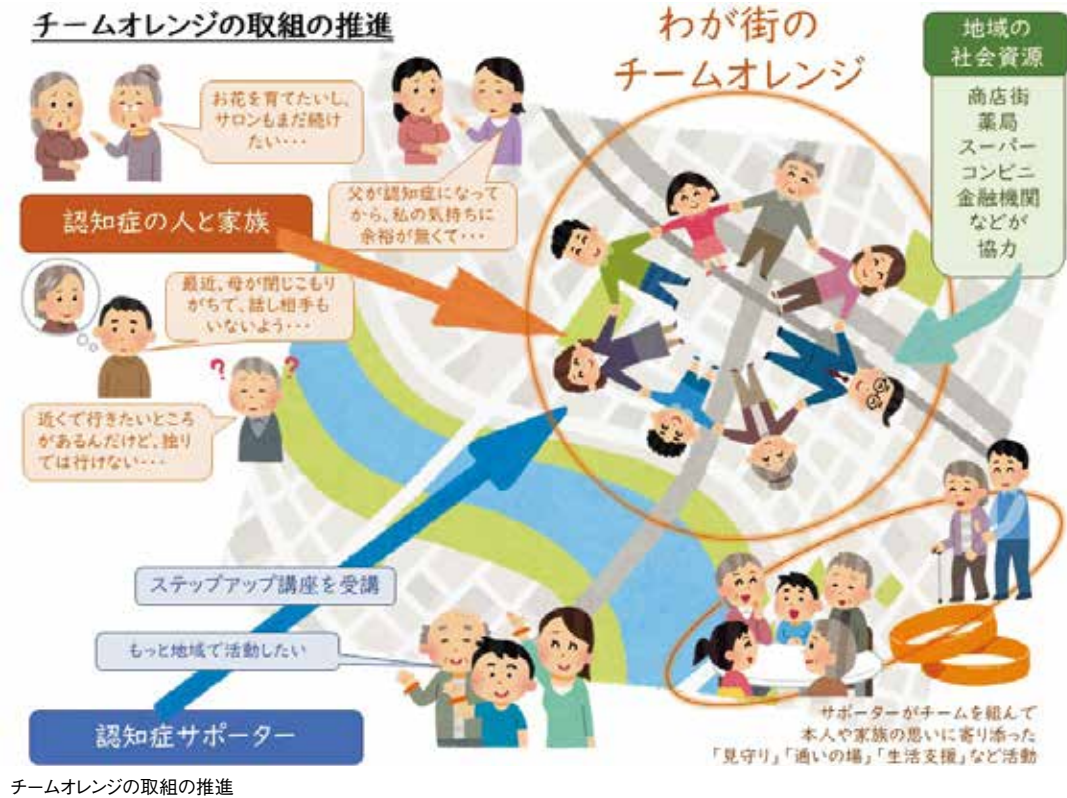 チームオレンジの取組の推進
わが街の
チームオレンジ
地域の
社会資源
商店街
薬局
スーパー
コンビニ
金融機関
などが
協力
お花を育てたいし、
サロンもまだ続け
たい・・・
父が認知症になって
から、私の気持ちに
余裕が無くて・・・
認知症の人と家族
最近、母が閉じこもり
がちで、話し相手も
いないよう・・・
? ?
近くで行きたいところ
があるんだけど、独り
では行けない・・・
ステップアップ講座を受講
もっと地域で活動したい
認知症サポーター
サポーターがチームを組んで
本人や家族の思いに寄り添った
「見守り」「通いの場」「生活支援」など活動
チームオレンジの取組の推進